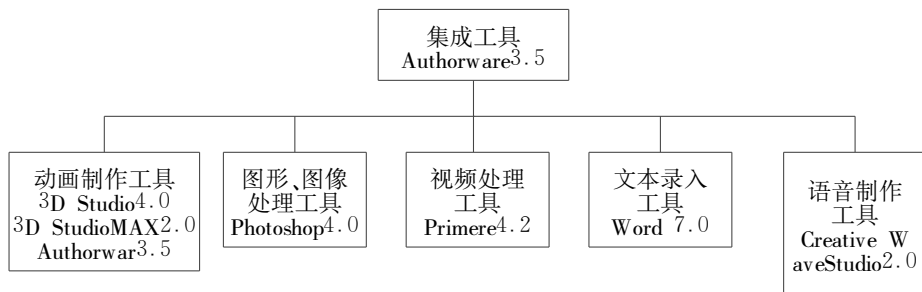 集成工具
Authorware3.5
动画制作工具
3D Studio4.0
3D StudioMAX2.0
Authorwar3.5
图形、图像
处理工具
Photoshop4.0
视频处理
工具
Primere4.2
文本录入
工具
Word 7.0
语音制作
工具
Creative W
aveStudio2.0